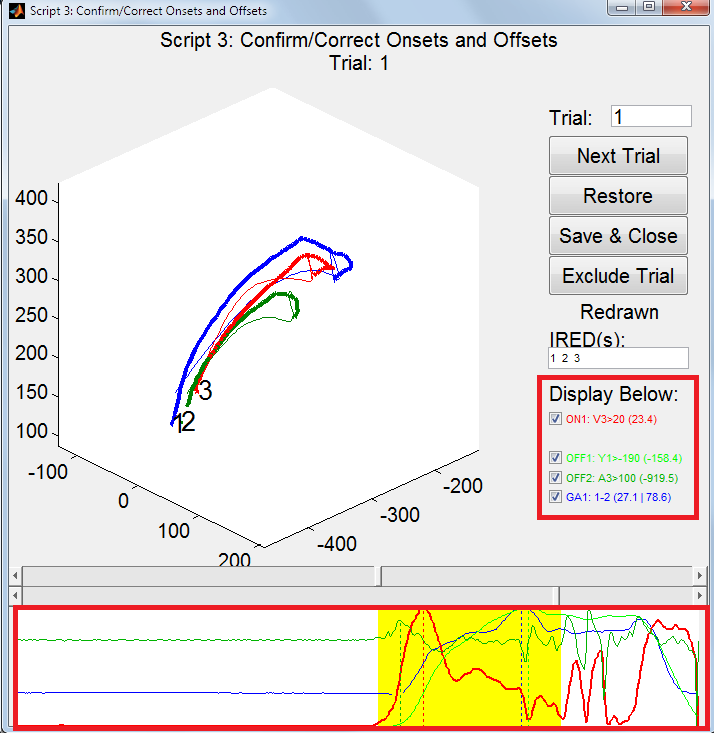 Script 3: Confirm/Correct Onsets and Offsets
Script 3: Confirm/Correct Onsets and Offsets
Trial: 1
Trial: 1
Next Trial
Restore
Save & Close
Exclude Trial
Redrawn
IRED(s):
1 2 3
Display Below:
ON1: V3>20 (23.4)
OFF1: Y1>-190 (-158.4)
OFF2: A3>100 (-919.5)
GA1: 1-2 (27.1 | 78.6)
400
350
300
250
200
150
100
3
12
-100
0
100
200
-200
-300
-400